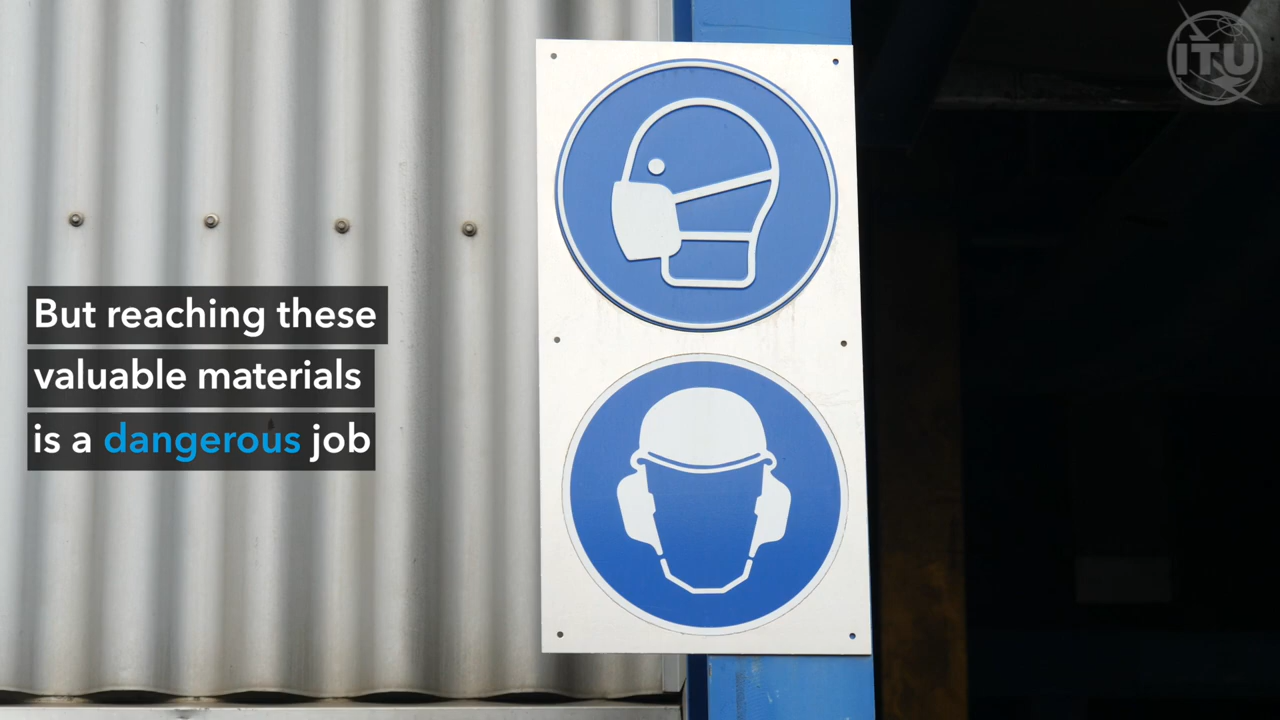 ITU
But reaching these
valuable materials
is a dangerous job